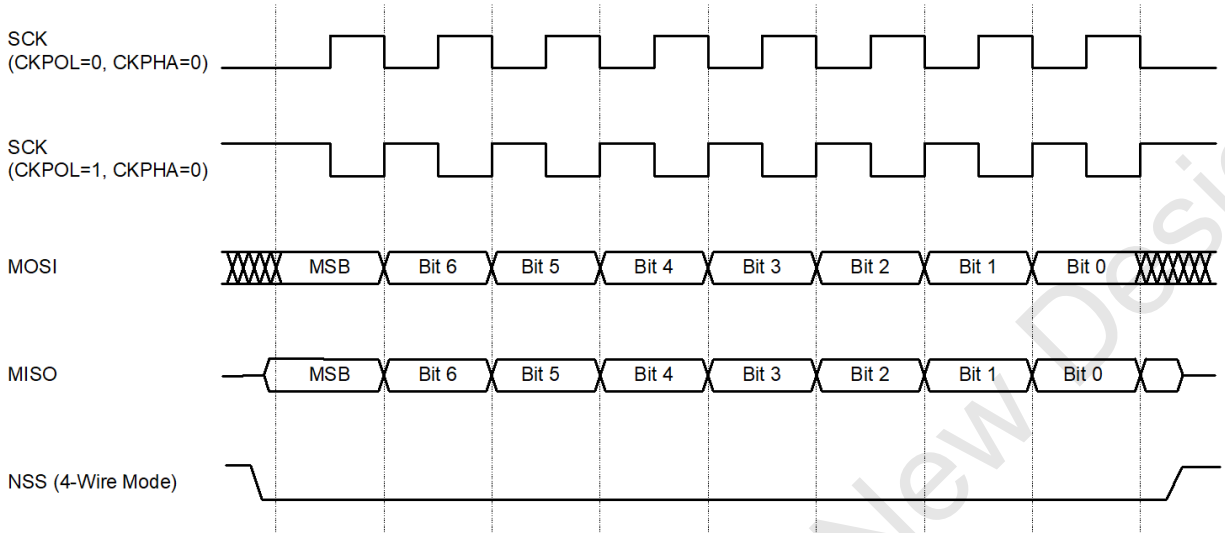 SCK
(CKPOL=0, CKPHA=0)
SCK
(CKPOL=1, CKPHA=0)
MOSI
MSB Bit 6 Bit 5 Bit 4 Bit 3 Bit 2 Bit 1 Bit 0
MISO
MSB Bit 6 Bit 5 Bit 4 Bit 3 Bit 2 Bit 1 Bit 0
NSS (4-Wire Mode)
New Desig